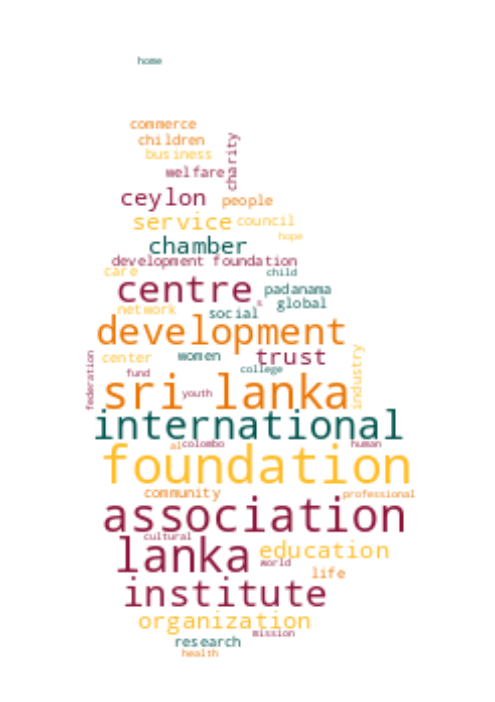 home
commerce
children
charity
business
welfare
ceylon people
service council
hope
chamber
development foundation
care child
centre padanama
s global
network social
development
center women trust
industry
federation
fund college
sri lanka
youth
international
al colombo human
foundation
community professional
association
cultural
lanka education
world
life
institute
organization
mission
research
health